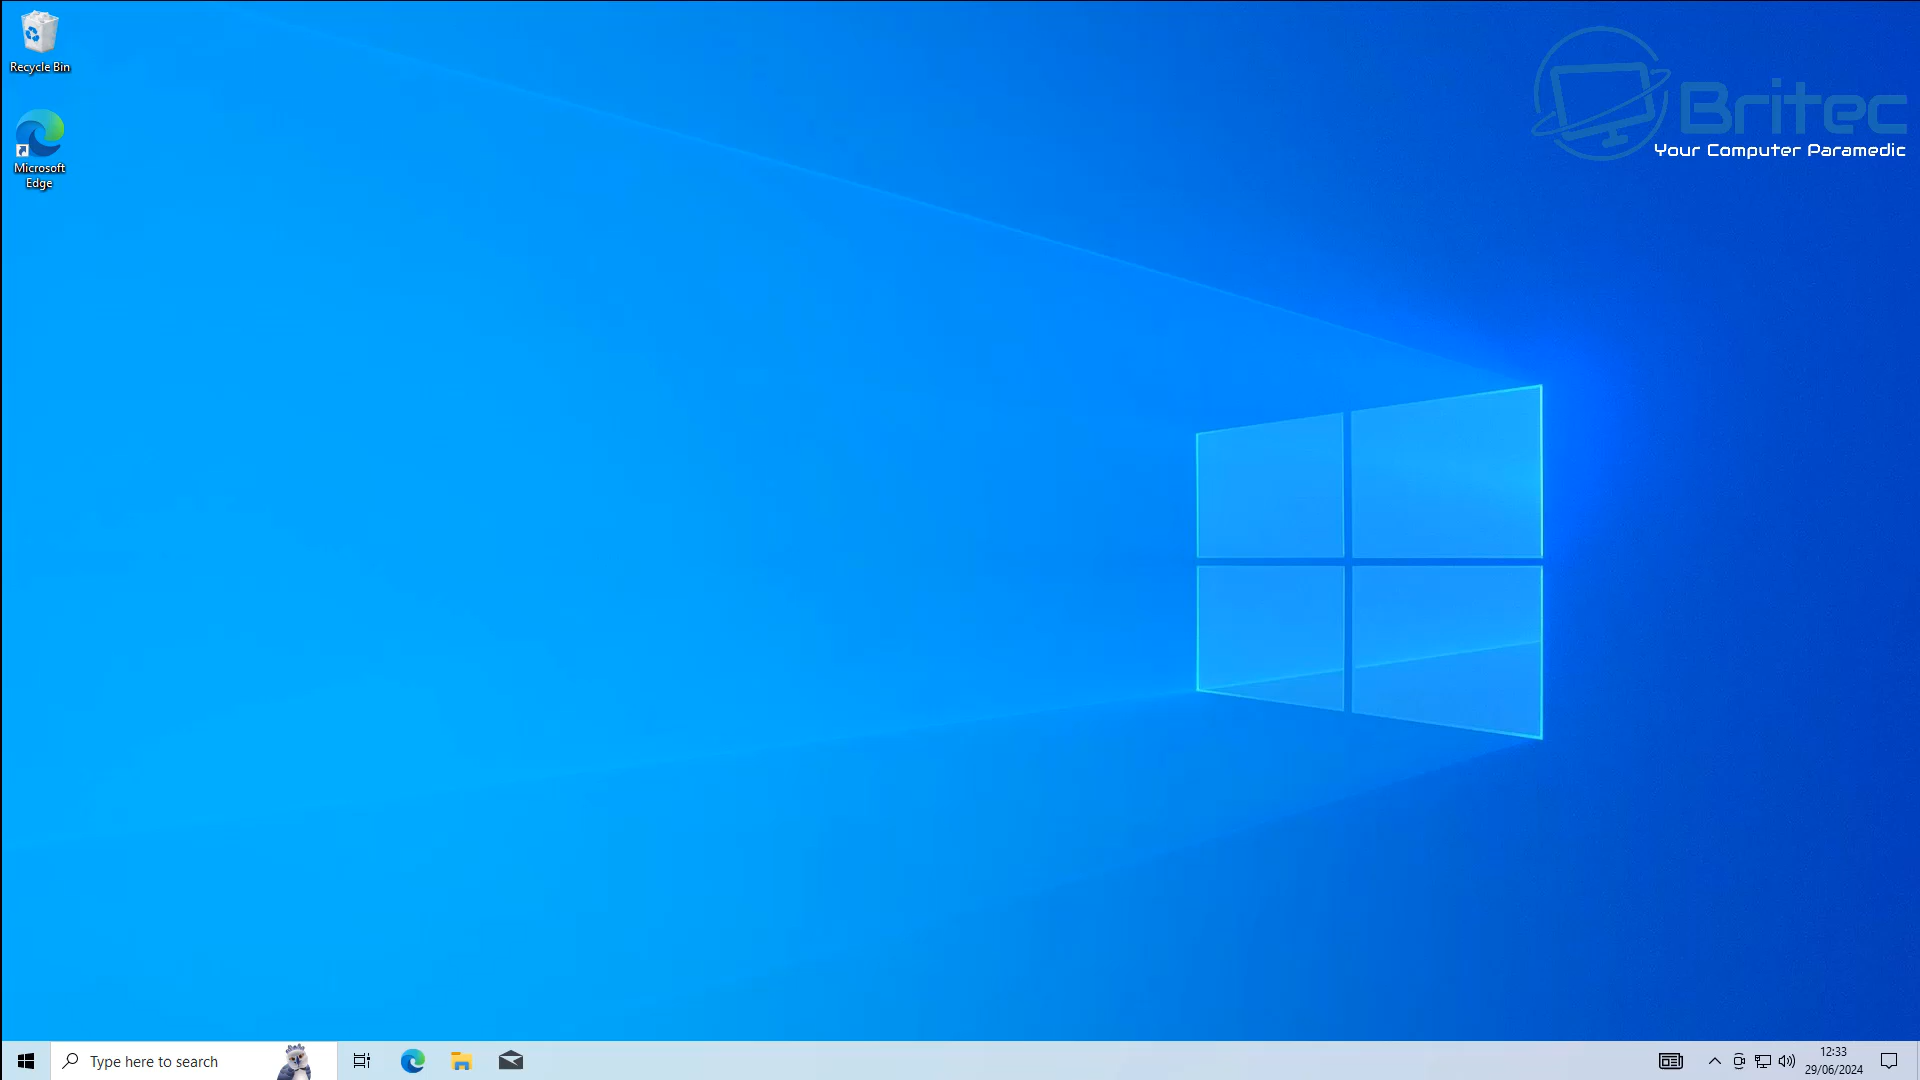 Recycle Bin
Microsoft
Edge
Britec
Your Computer Paramedic
Type here to search
12:33
29/06/2024